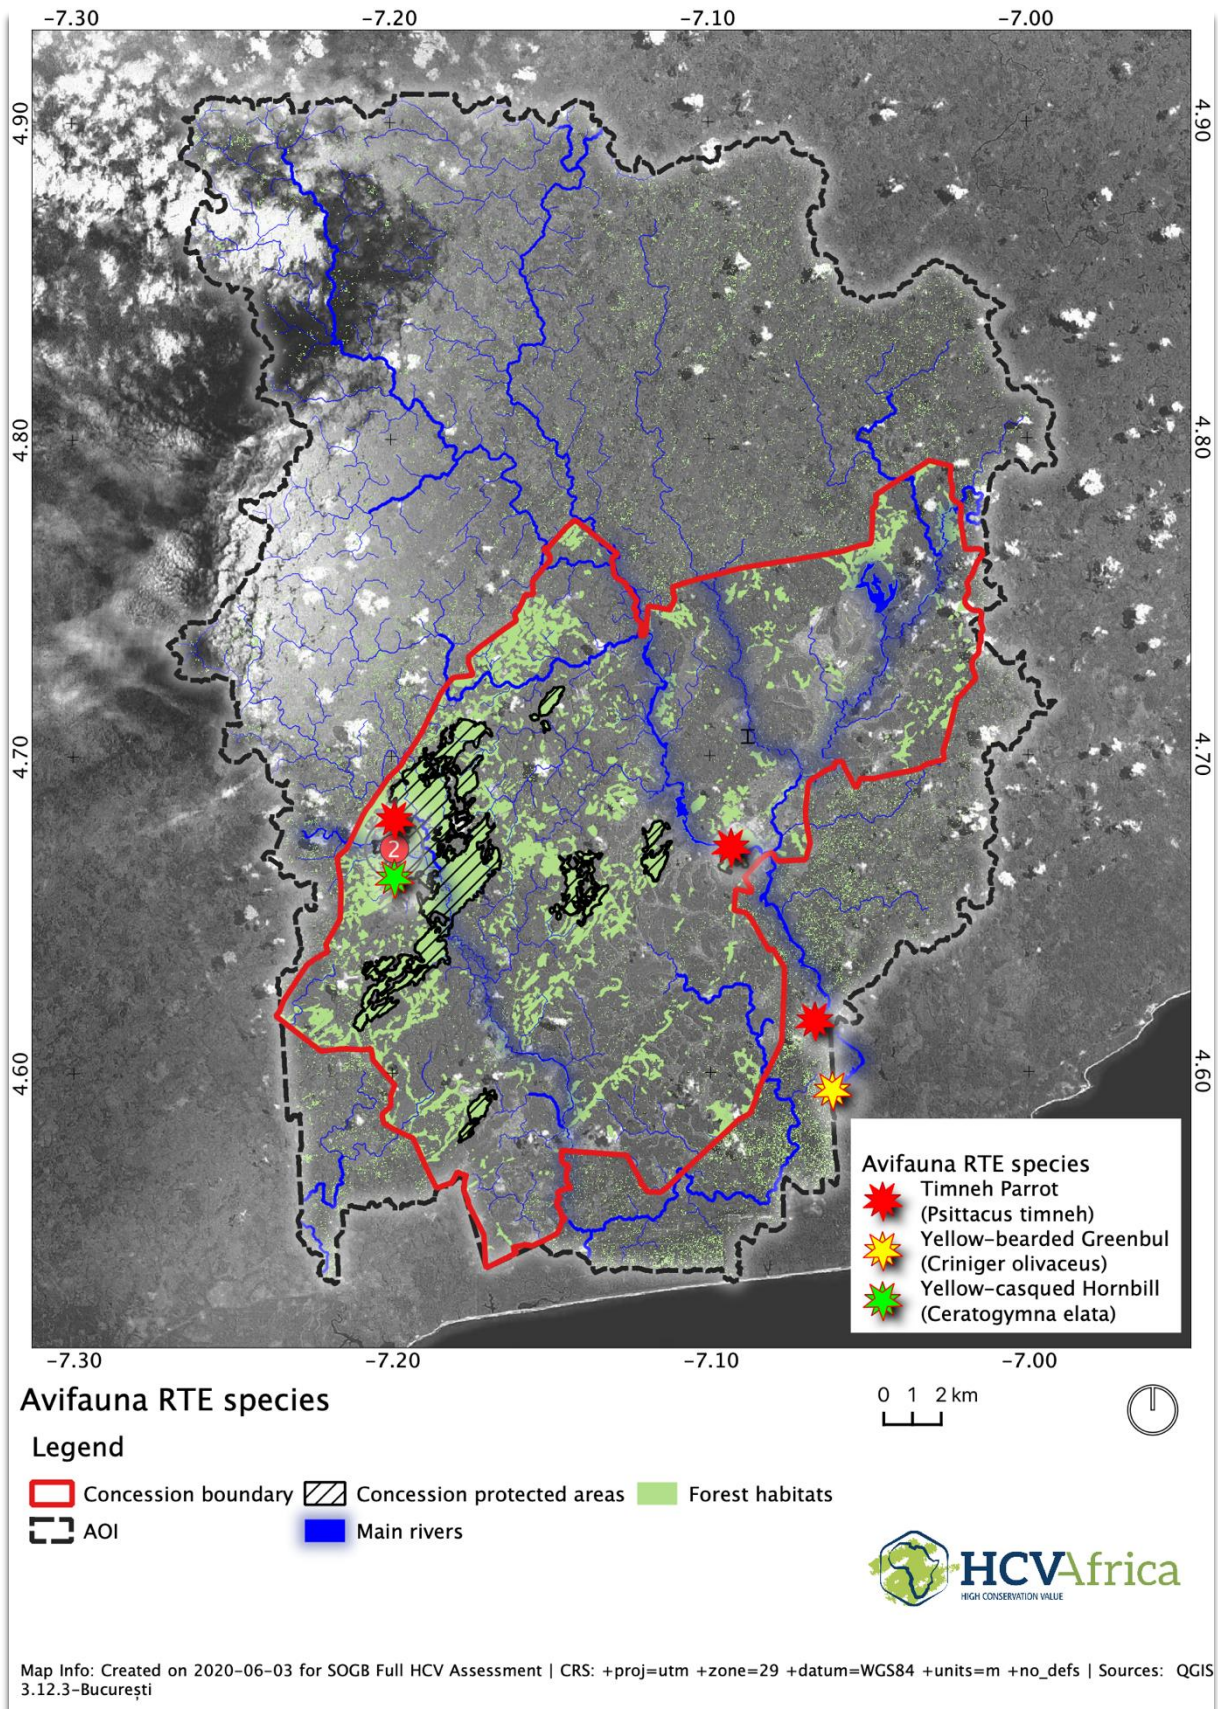 -7.30 -7.20 -7.10 -7.00
4.90 4.90
4.80 4.80
4.70 4.70
2
4.60 4.60
Avifauna RTE species
Timneh Parrot
(Psittacus timneh)
Yellow-bearded Greenbul
(Criniger olivaceus)
Yellow-casqued Hornbill
(Ceratogymna elata)
-7.30 -7.20 -7.10 -7.00
Avifauna RTE species
0 1 2 km
Legend
Concession boundary Concession protected areas Forest habitats
AOI Main rivers
HCVAfrica
HIGH CONSERVATION VALUE
Map Info: Created on 2020-06-03 for SOGB Full HCV Assessment | CRS: +proj=utm +zone=29 +datum=WGS84 +units=m +no_defs | Sources: QGIS
3.12.3-București